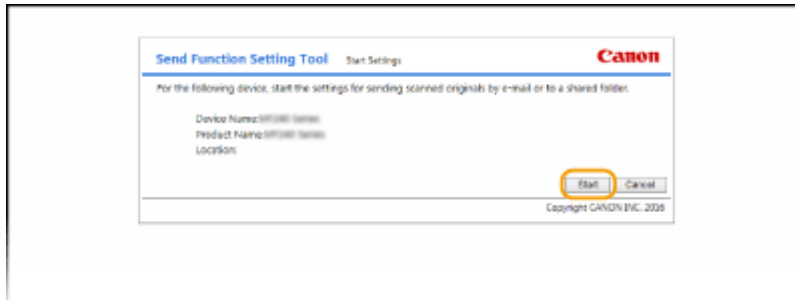 Send Function Setting Tool Start Settings Canon
For the following device, start the settings for sending scanned originals by e-mail or to a shared folder.
Device Name:
Product Name:
Location:
Start Cancel
Copyright CANON INC. 2016